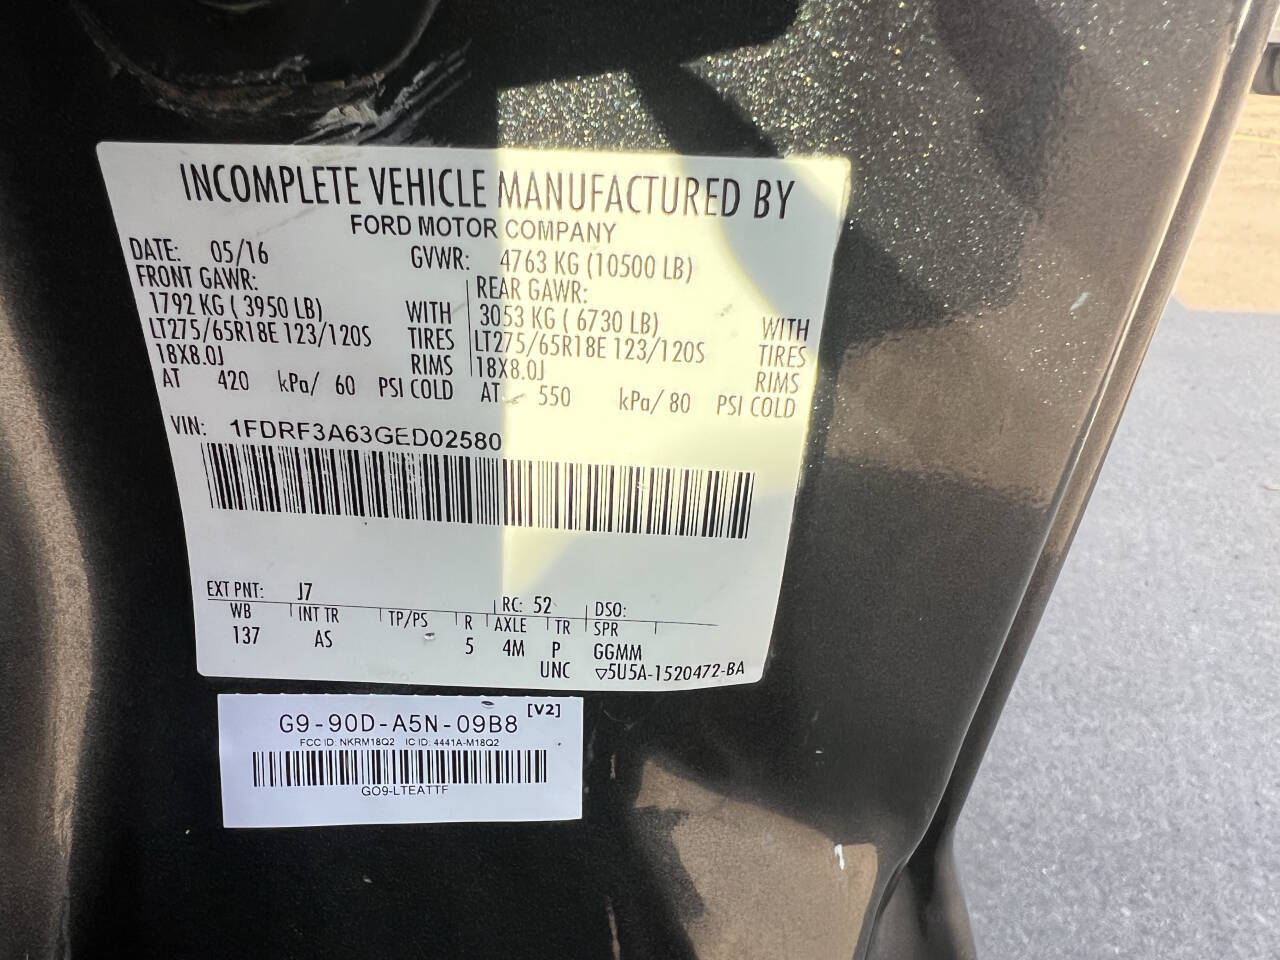 INCOMPLETE VEHICLE MANUFACTURED BY
FORD MOTOR COMPANY
DATE: 05/16 GVWR: 4763 KG (10500 LB)
FRONT GAWR: REAR GAWR:
1792 KG ( 3950 LB) WITH 3053 KG ( 6730 LB) WITH
LT275/65R18E 123/120S TIRES LT275/65R18E 123/120S TIRES
18X8.0J RIMS 18X8.0J RIMS
AT 420 kPa/ 60 PSI COLD AT 550 kPa/ 80 PSI COLD
VIN: 1FDRF3A63GED02580
EXT PNT: J7 RC: 52 DSO:
WB INT TR TP/PS R AXLE TR SPR
137 AS 5 4M P GGMM
UNC ▽5U5A-1520472-BA
G9-90D-A5N-09B8 [V2]
FCC ID: NKRM18Q2 IC ID: 4441A-M18Q2
GO9-LTEATTF